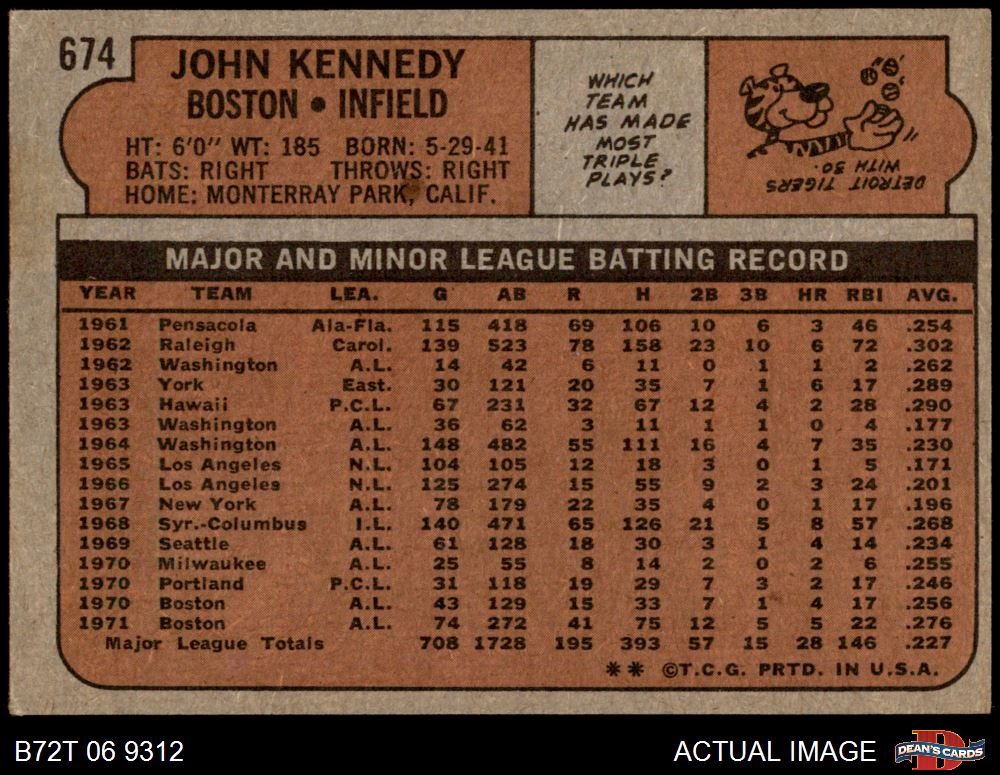 674
JOHN KENNEDY
BOSTON • INFIELD
HT: 6'0" WT: 185 BORN: 5-29-41
BATS: RIGHT THROWS: RIGHT
HOME: MONTERRAY PARK, CALIF.
WHICH
TEAM
HAS MADE
MOST
TRIPLE
PLAYS?
DETROIT TIGERS
WITH 30.
MAJOR AND MINOR LEAGUE BATTING RECORD
YEAR TEAM LEA. G AB R H 2B 3B HR RBI AVG.
1961 Pensacola Ala-Fla. 115 418 69 106 10 6 3 46 .254
1962 Raleigh Carol. 139 523 78 158 23 10 6 72 .302
1962 Washington A.L. 14 42 6 11 0 1 1 2 .262
1963 York East. 30 121 20 35 7 1 6 17 .289
1963 Hawaii P.C.L. 67 231 32 67 12 4 2 28 .290
1963 Washington A.L. 36 62 3 11 1 1 0 4 .177
1964 Washington A.L. 148 482 55 111 16 4 7 35 .230
1965 Los Angeles N.L. 104 105 12 18 3 0 1 5 .171
1966 Los Angeles N.L. 125 274 15 55 9 2 3 24 .201
1967 New York A.L. 78 179 22 35 4 0 1 17 .196
1968 Syr.-Columbus I.L. 140 471 65 126 21 5 8 57 .268
1969 Seattle A.L. 61 128 18 30 3 1 4 14 .234
1970 Milwaukee A.L. 25 55 8 14 2 0 2 6 .255
1970 Portland P.C.L. 31 118 19 29 7 3 2 17 .246
1970 Boston A.L. 43 129 15 33 7 1 4 17 .256
1971 Boston A.L. 74 272 41 75 12 5 5 22 .276
Major League Totals 708 1728 195 393 57 15 28 146 .227
** ©T.C.G. PRTD. IN U.S.A.
B72T 06 9312 ACTUAL IMAGE DEAN'S CARDS